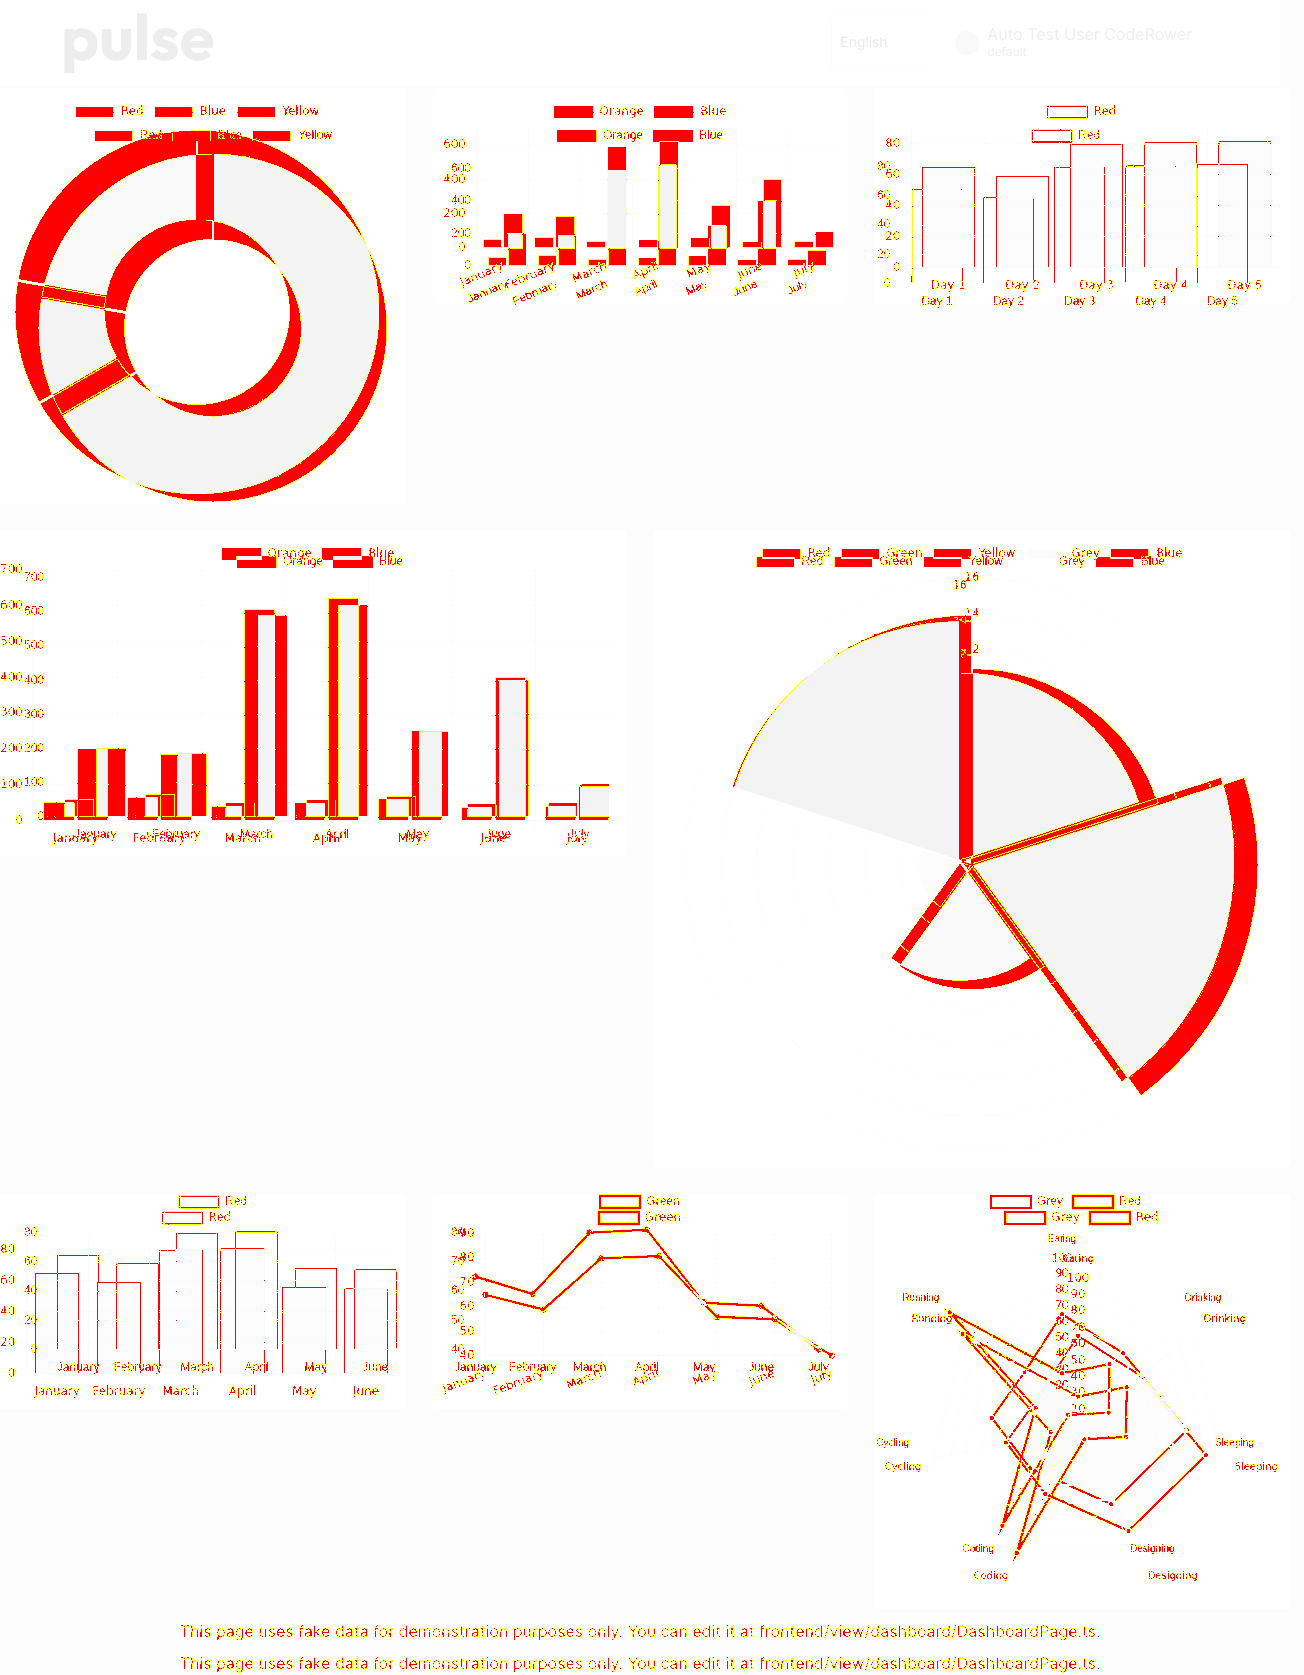 pulse
English
Auto Test User CodeRower
default
Red Blue Yellow
Red Blue Yellow
Orange Blue
Orange Blue
600
600
400
400
200
200
0
0
January February March April May June July
January February March April May June July
Red
Red
80
80
60
60
40
40
20
20
0
0
Day 1 Day 2 Day 3 Day 4 Day 5
Day 1 Day 2 Day 3 Day 4 Day 5
Orange Blue
Orange Blue
700 700
600 600
500 500
400 400
300 300
200 200
100 100
0 0
January February March April May June July
January February March April May June July
Red Green Yellow Grey Blue
Red Green Yellow Grey Blue
16
16
14
12
Red
Red
80
80
60
60
40
40
20
20
0
0
January February March April May June
January February March April May June
Green
Green
90
90
80
80
70
70
60
60
50
50
40
40
January February March April May June July
January February March April May June July
Grey Red
Grey Red
Eating
Eating
100
100
90
90
80
80
70
70
60
60
50
50
40
40
30
30
20
20
Running
Running
Drinking
Drinking
Cycling
Cycling
Sleeping
Sleeping
Coding
Coding
Designing
Designing
This page uses fake data for demonstration purposes only. You can edit it at frontend/view/dashboard/DashboardPage.ts.
This page uses fake data for demonstration purposes only. You can edit it at frontend/view/dashboard/DashboardPage.ts.